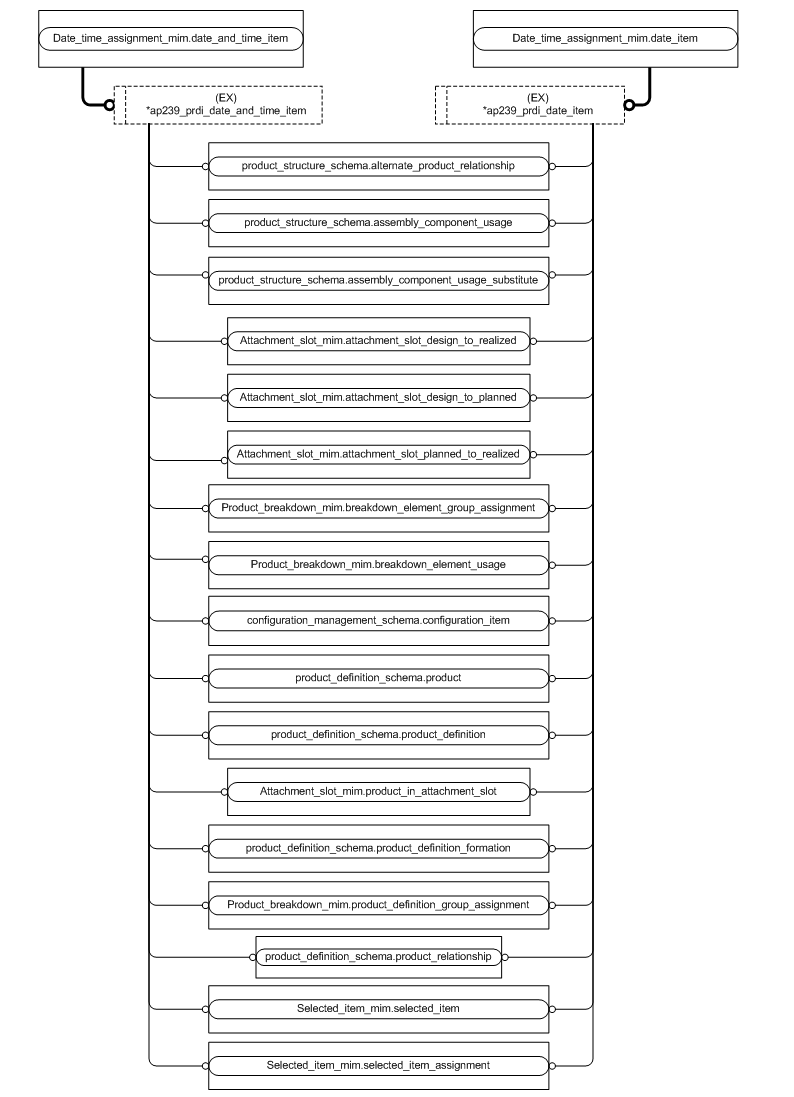 Date_time_assignment_mim.date_and_time_item
Date_time_assignment_mim.date_item
(EX)
*ap239_prdi_date_and_time_item
(EX)
*ap239_prdi_date_item
product_structure_schema.alternate_product_relationship
product_structure_schema.assembly_component_usage
product_structure_schema.assembly_component_usage_substitute
Attachment_slot_mim.attachment_slot_design_to_realized
Attachment_slot_mim.attachment_slot_design_to_planned
Attachment_slot_mim.attachment_slot_planned_to_realized
Product_breakdown_mim.breakdown_element_group_assignment
Product_breakdown_mim.breakdown_element_usage
configuration_management_schema.configuration_item
product_definition_schema.product
product_definition_schema.product_definition
Attachment_slot_mim.product_in_attachment_slot
product_definition_schema.product_definition_formation
Product_breakdown_mim.product_definition_group_assignment
product_definition_schema.product_relationship
Selected_item_mim.selected_item
Selected_item_mim.selected_item_assignment